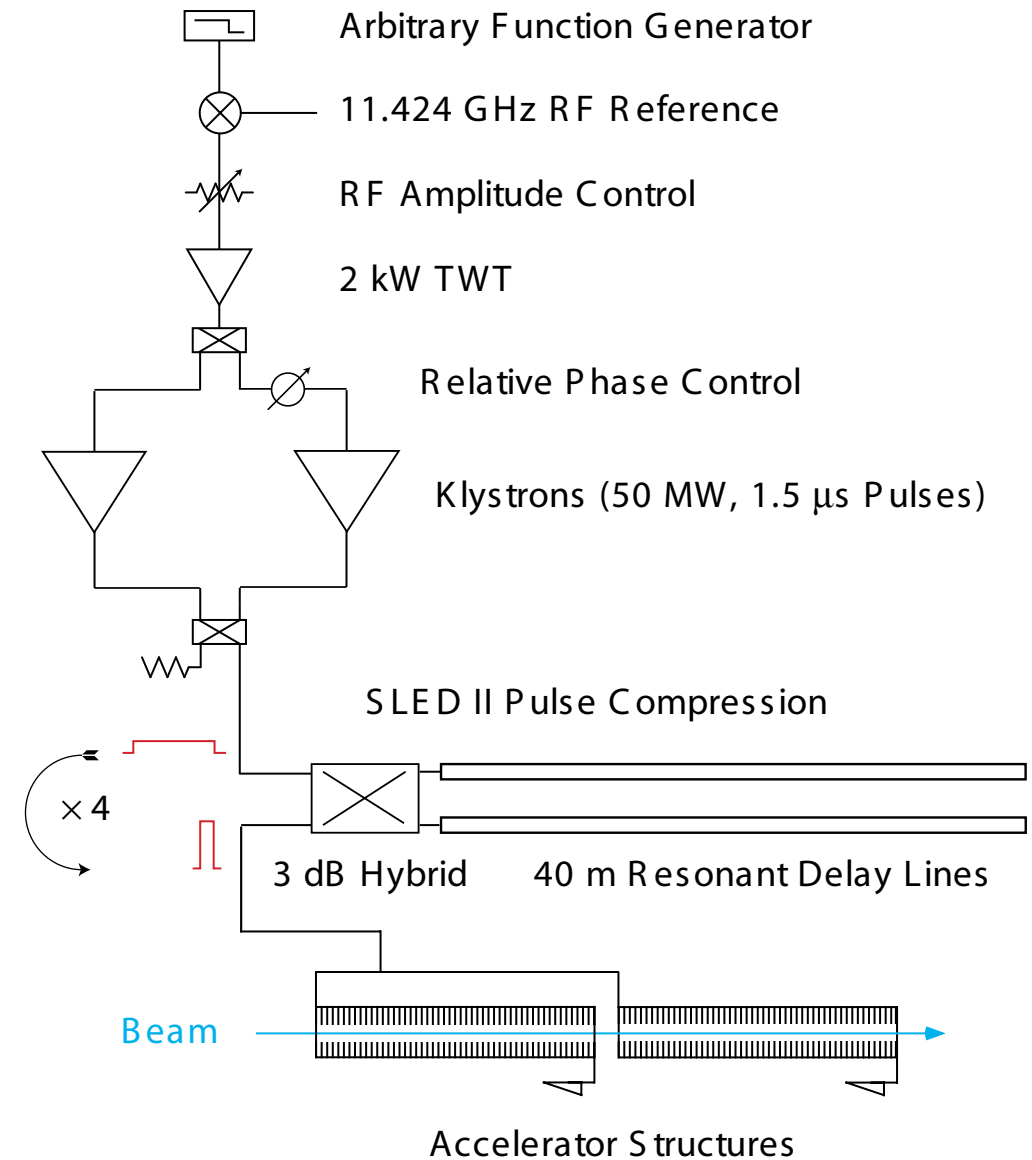 Arbitrary Function Generator
11.424 GHz RF Reference
RF Amplitude Control
2 kW TWT
Relative Phase Control
Klystrons (50 MW, 1.5 μs Pulses)
SLED II Pulse Compression
× 4
3 dB Hybrid
40 m Resonant Delay Lines
Beam
Accelerator Structures